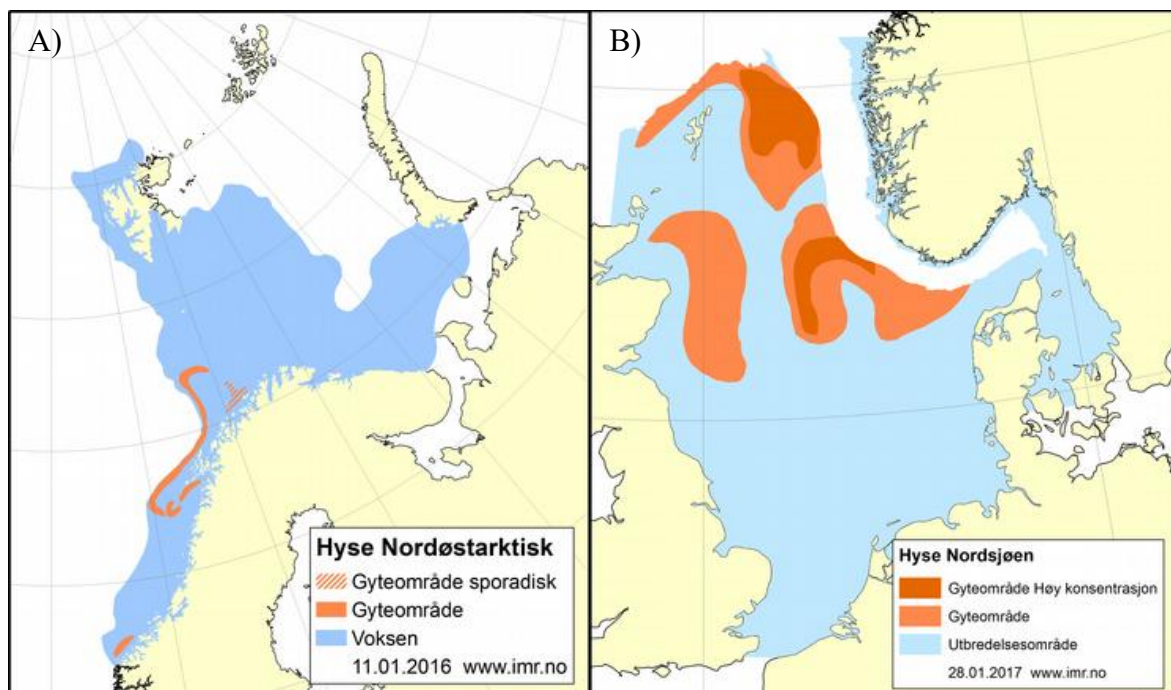 A)
Hyse Nordøstarktisk
Gyteområde sporadisk
Gyteområde
Voksen
11.01.2016 www.imr.no
B)
Hyse Nordsjøen
Gyteområde Høy konsentrasjon
Gyteområde
Utbredelsesområde
28.01.2017 www.imr.no